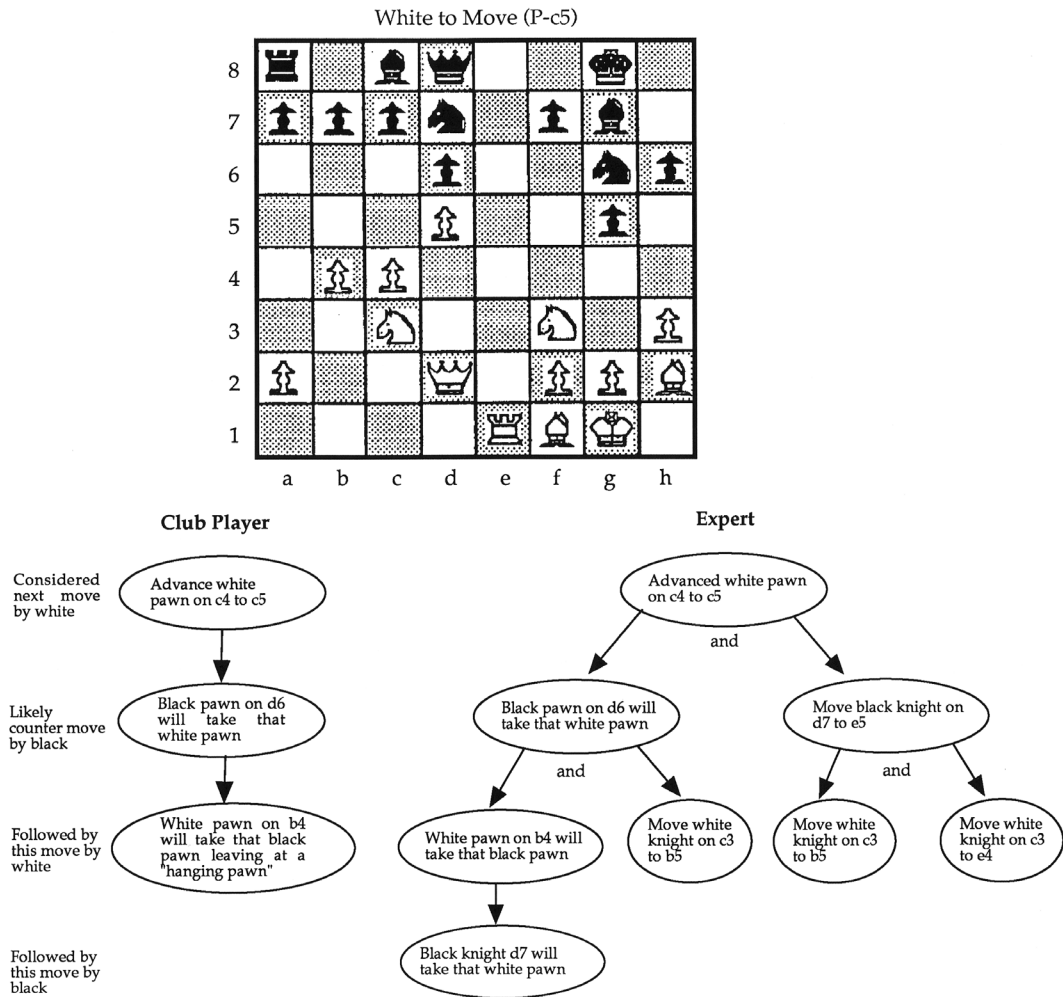 White to Move (P-c5)
8
7
6
5
4
3
2
1
a b c d e f g h
Club Player
Expert
Considered
next move
by white
Advance white
pawn on c4 to c5
Advanced white pawn
on c4 to c5
and
Likely
counter move
by black
Black pawn on d6
will take that
white pawn
Black pawn on d6 will
take that white pawn
Move black knight on
d7 to e5
and
and
Followed by
this move by
white
White pawn on b4
will take that black
pawn leaving at a
"hanging pawn"
White pawn on b4 will
take that black pawn
Move white
knight on c3
to b5
Move white
knight on c3
to b5
Move white
knight on c3
to e4
Followed by
this move by
black
Black knight d7 will
take that white pawn